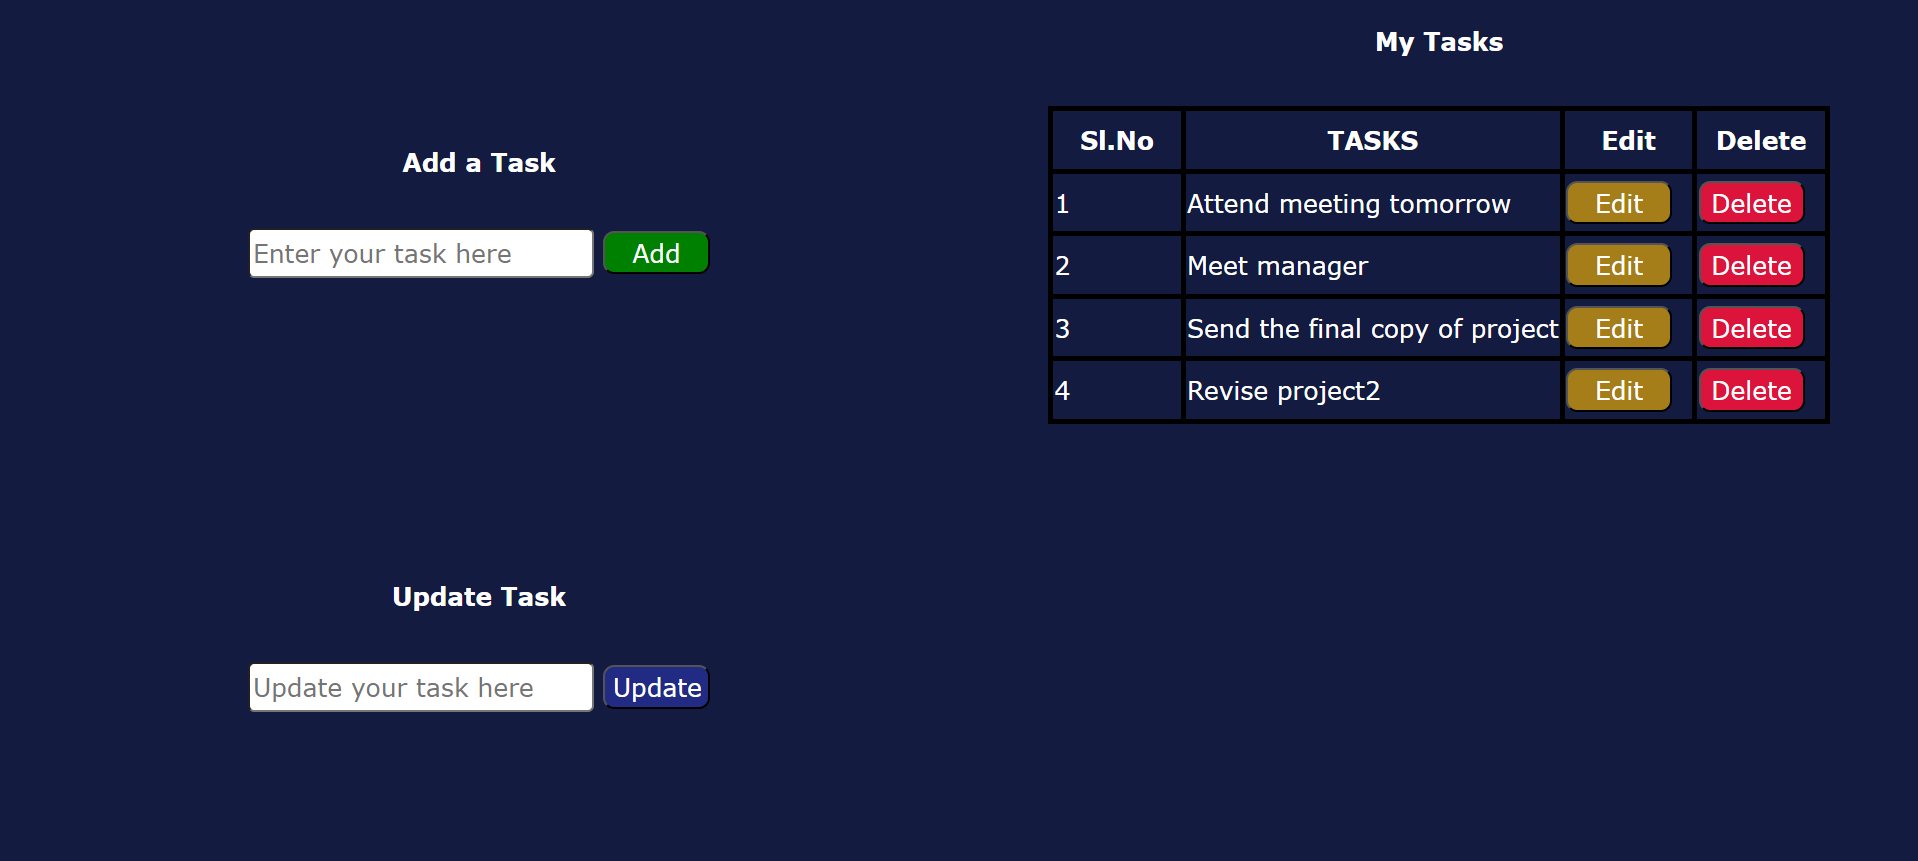 Add a Task
Enter your task here Add
Update Task
Update your task here Update
My Tasks
Sl.No TASKS Edit Delete
1 Attend meeting tomorrow Edit Delete
2 Meet manager Edit Delete
3 Send the final copy of project Edit Delete
4 Revise project2 Edit Delete